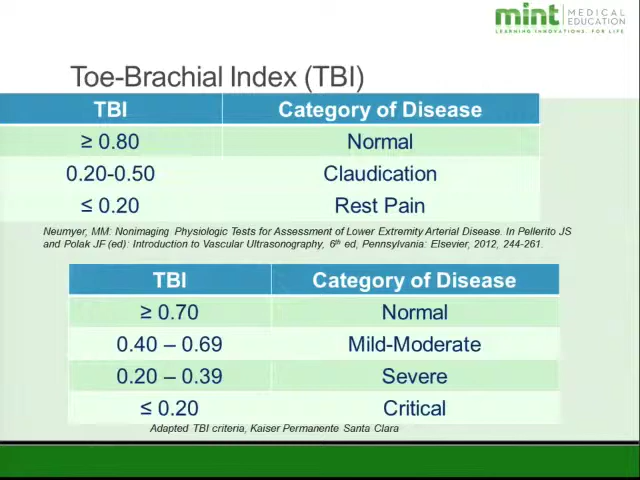 mint MEDICAL EDUCATION
LEARNING INNOVATIONS. FOR LIFE
Toe-Brachial Index (TBI)
TBI Category of Disease
≥ 0.80 Normal
0.20-0.50 Claudication
≤ 0.20 Rest Pain
Neumyer, MM: Nonimaging Physiologic Tests for Assessment of Lower Extremity Arterial Disease. In Pellerito JS
and Polak JF (ed): Introduction to Vascular Ultrasonography, 6th ed, Pennsylvania: Elsevier, 2012, 244-261.
TBI Category of Disease
≥ 0.70 Normal
0.40 – 0.69 Mild-Moderate
0.20 – 0.39 Severe
≤ 0.20 Critical
Adapted TBI criteria, Kaiser Permanente Santa Clara